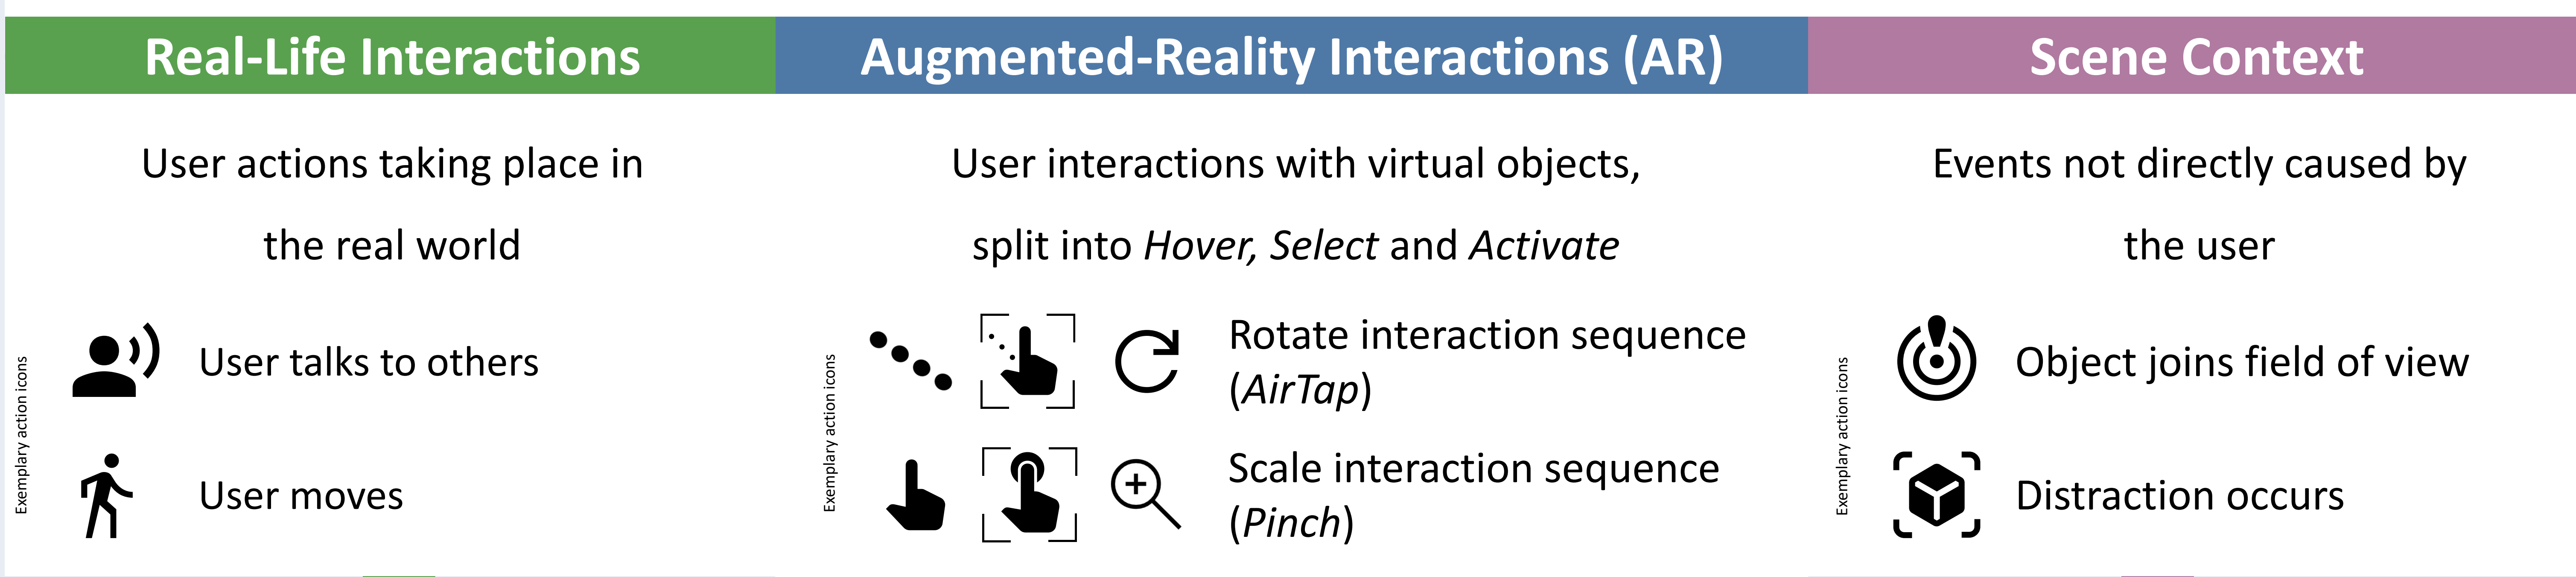 Real-Life Interactions
User actions taking place in
the real world
Exemplary action icons
User talks to others
User moves
Augmented-Reality Interactions (AR)
User interactions with virtual objects,
split into Hover, Select and Activate
Exemplary action icons
Rotate interaction sequence
(AirTap)
Scale interaction sequence
(Pinch)
Scene Context
Events not directly caused by
the user
Exemplary action icons
Object joins field of view
Distraction occurs